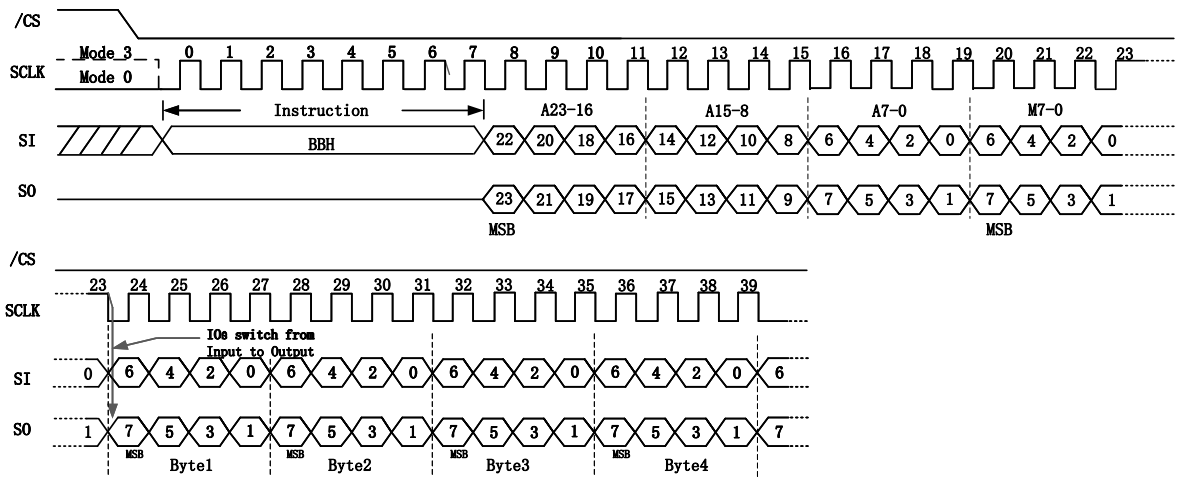 /CS
Mode 3 0 1 2 3 4 5 6 7 8 9 10 11 12 13 14 15 16 17 18 19 20 21 22 23
SCLK
Mode 0
Instruction A23-16 A15-8 A7-0 M7-0
SI BBH 22 20 18 16 14 12 10 8 6 4 2 0 6 4 2 0
SO 23 21 19 17 15 13 11 9 7 5 3 1 7 5 3 1
MSB MSB
/CS
23 24 25 26 27 28 29 30 31 32 33 34 35 36 37 38 39
SCLK
IOs switch from
Input to Output
SI 0 6 4 2 0 6 4 2 0 6 4 2 0 6 4 2 0 6
SO 1 7 5 3 1 7 5 3 1 7 5 3 1 7 5 3 1 7
MSB MSB MSB MSB
Byte1 Byte2 Byte3 Byte4